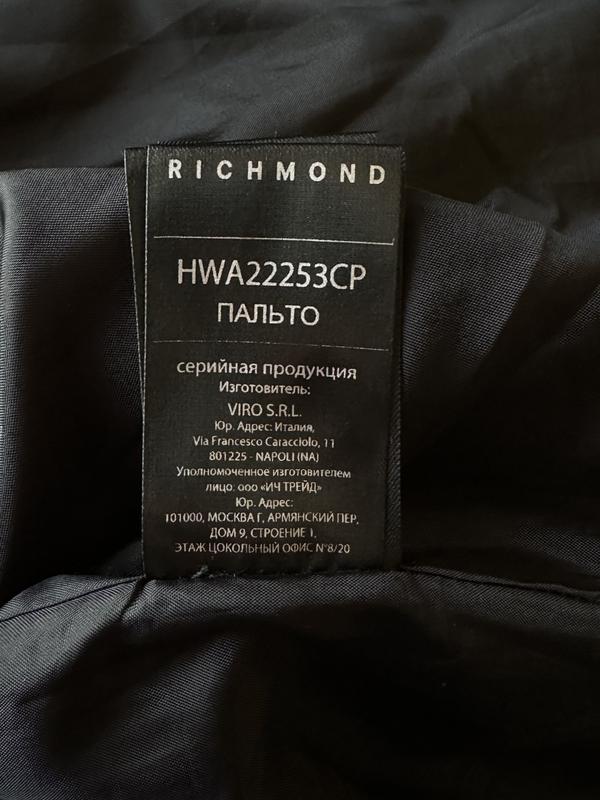 RICHMOND
HWA22253CP
ПАЛЬТО
серийная продукция
Изготовитель:
VIRO S.R.L.
Юр. Адрес: Италия,
Via Francesco Caracciolo, 11
801225 - NAPOLI (NA)
Уполномоченное изготовителем
лицо: ооо «ИЧ ТРЕЙД»
Юр. Адрес:
101000, МОСКВА Г, АРМЯНСКИЙ ПЕР,
ДОМ 9, СТРОЕНИЕ 1,
ЭТАЖ ЦОКОЛЬНЫЙ ОФИС N°8/20